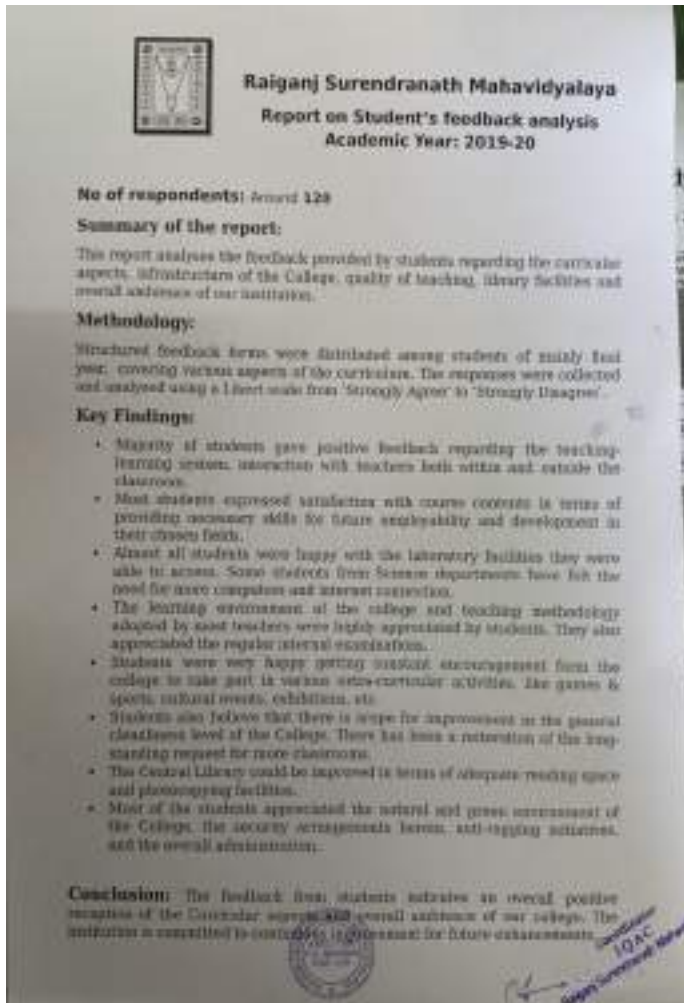 Raiganj Surendranath Mahavidyalaya
Report on Student's feedback analysis
Academic Year: 2019-20
No of respondents: Around 128
Summary of the report:
This report analyses the feedback provided by students regarding the curricular
aspects, infrastructure of the College, quality of teaching, library facilities and
overall ambience of our institution.
Methodology:
Structured feedback forms were distributed among students of mainly final
year, covering various aspects of the curriculum. The responses were collected
and analysed using a Likert scale from 'Strongly Agree' to 'Strongly Disagree'.
Key Findings:
• Majority of students gave positive feedback regarding the teaching-
learning system, interaction with teachers both within and outside the
classroom.
• Most students expressed satisfaction with course contents in terms of
providing necessary skills for future employability and development in
their chosen fields.
• Almost all students were happy with the laboratory facilities they were
able to access. Some students from Science departments have felt the
need for more computers and internet connection.
• The learning environment of the college and teaching methodology
adopted by most teachers were highly appreciated by students. They also
appreciated the regular internal examinations.
• Students were very happy getting constant encouragement form the
college to take part in various extra-curricular activities, like games &
sports, cultural events, exhibitions, etc
• Students also believe that there is scope for improvement in the general
cleanliness level of the College. There has been a reiteration of the long-
standing request for more classrooms.
• The Central Library could be improved in terms of adequate reading space
and photocopying facilities.
• Most of the students appreciated the natural and green environment of
the College, the security arrangements herein, anti-ragging initiatives,
and the overall administration.
Conclusion: The feedback from students indicates an overall positive
reception of the Curricular aspects and overall ambience of our college. The
institution is committed to continuous improvement for future enhancements.
Coordinator
IQAC
Raiganj Surendranath